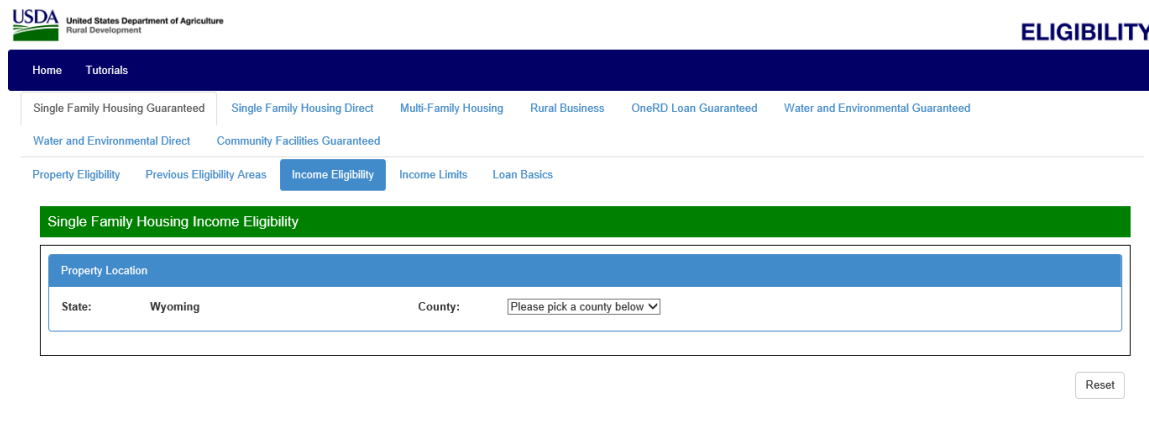 USDA United States Department of Agriculture
Rural Development
ELIGIBILITY
Home Tutorials
Single Family Housing Guaranteed Single Family Housing Direct Multi-Family Housing Rural Business OneRD Loan Guaranteed Water and Environmental Guaranteed
Water and Environmental Direct Community Facilities Guaranteed
Property Eligibility Previous Eligibility Areas Income Eligibility Income Limits Loan Basics
Single Family Housing Income Eligibility
Property Location
State: Wyoming County: Please pick a county below
Reset